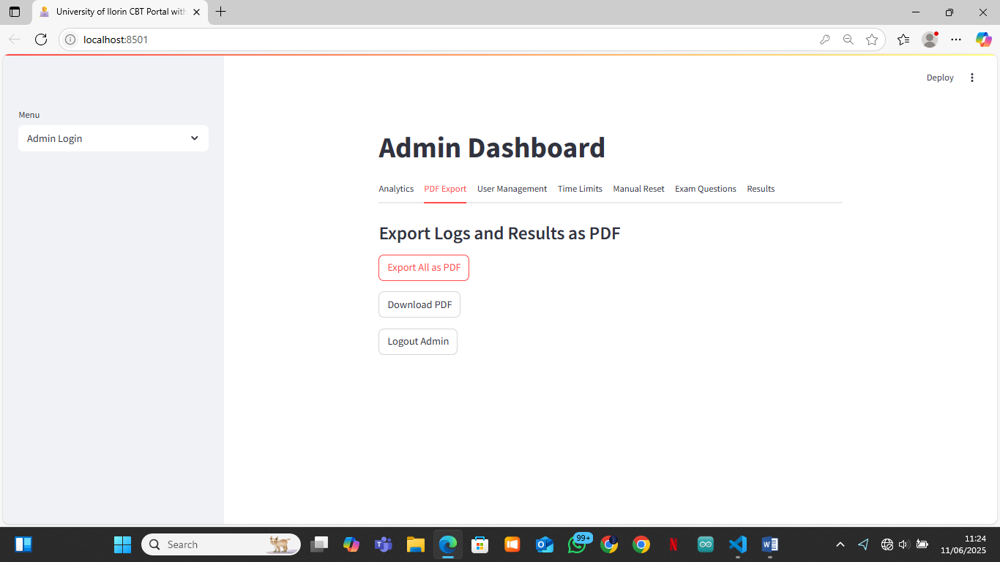 University of Ilorin CBT Portal with
localhost:8501
Deploy
Menu
Admin Login
Admin Dashboard
Analytics PDF Export User Management Time Limits Manual Reset Exam Questions Results
Export Logs and Results as PDF
Export All as PDF
Download PDF
Logout Admin
Search
99+
11:24
11/06/2025